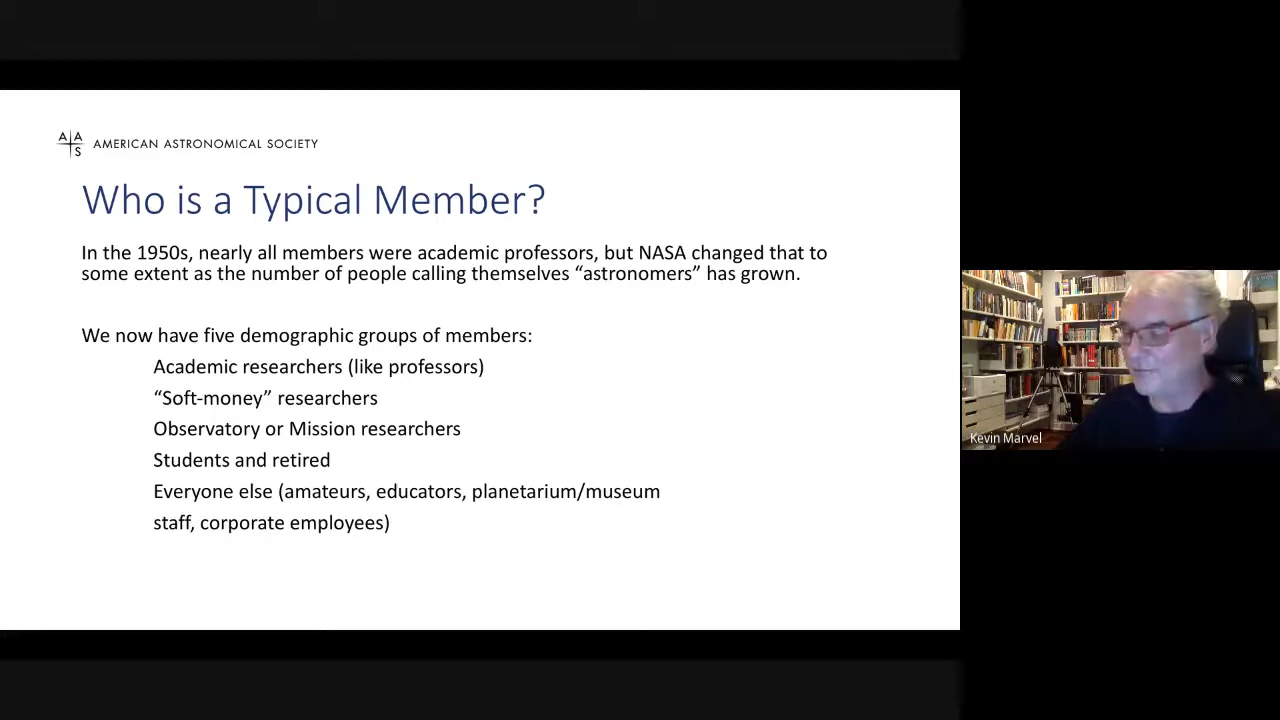 A A
S
AMERICAN ASTRONOMICAL SOCIETY
Who is a Typical Member?
In the 1950s, nearly all members were academic professors, but NASA changed that to
some extent as the number of people calling themselves “astronomers” has grown.
We now have five demographic groups of members:
Academic researchers (like professors)
“Soft-money” researchers
Observatory or Mission researchers
Students and retired
Everyone else (amateurs, educators, planetarium/museum
staff, corporate employees)
Kevin Marvel